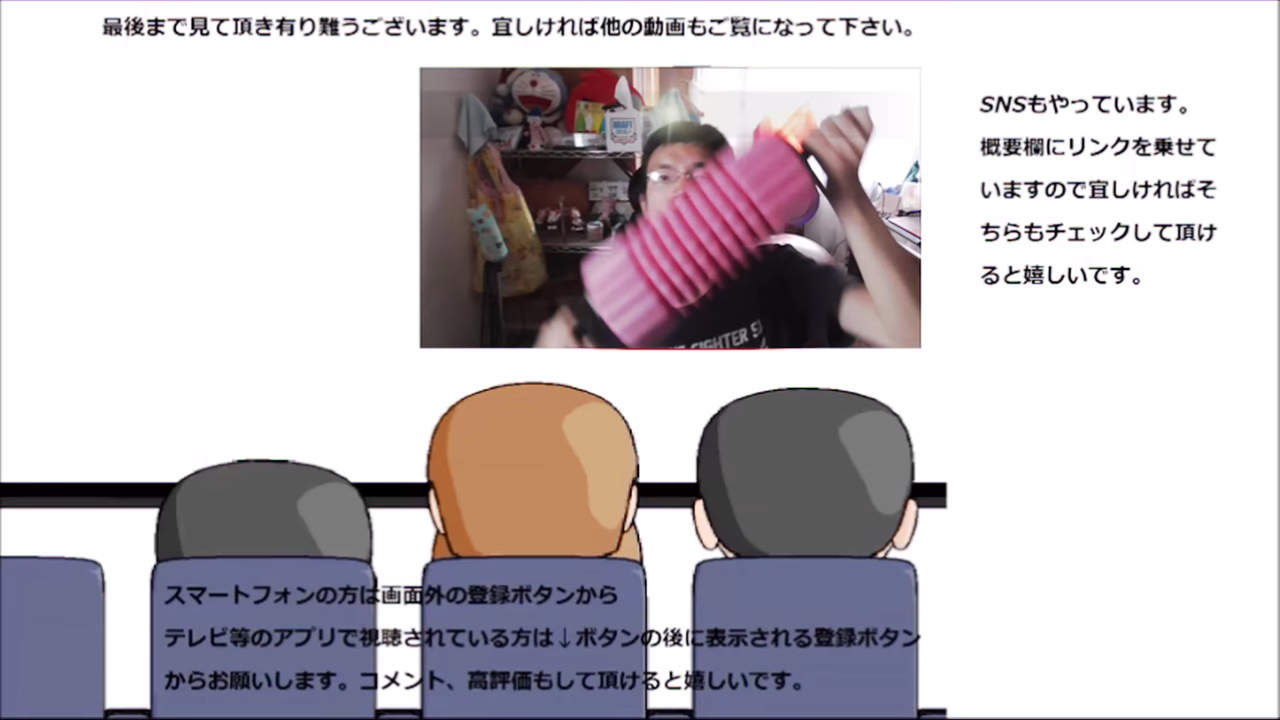 最後まで見て頂き有り難うございます。宜しければ他の動画もご覧になって下さい。
SNSもやっています。
概要欄にリンクを乗せて
いますので宜しければそ
ちらもチェックして頂け
ると嬉しいです。
スマートフォンの方は画面外の登録ボタンから
テレビ等のアプリで視聴されている方は↓ボタンの後に表示される登録ボタン
からお願いします。コメント、高評価もして頂けると嬉しいです。